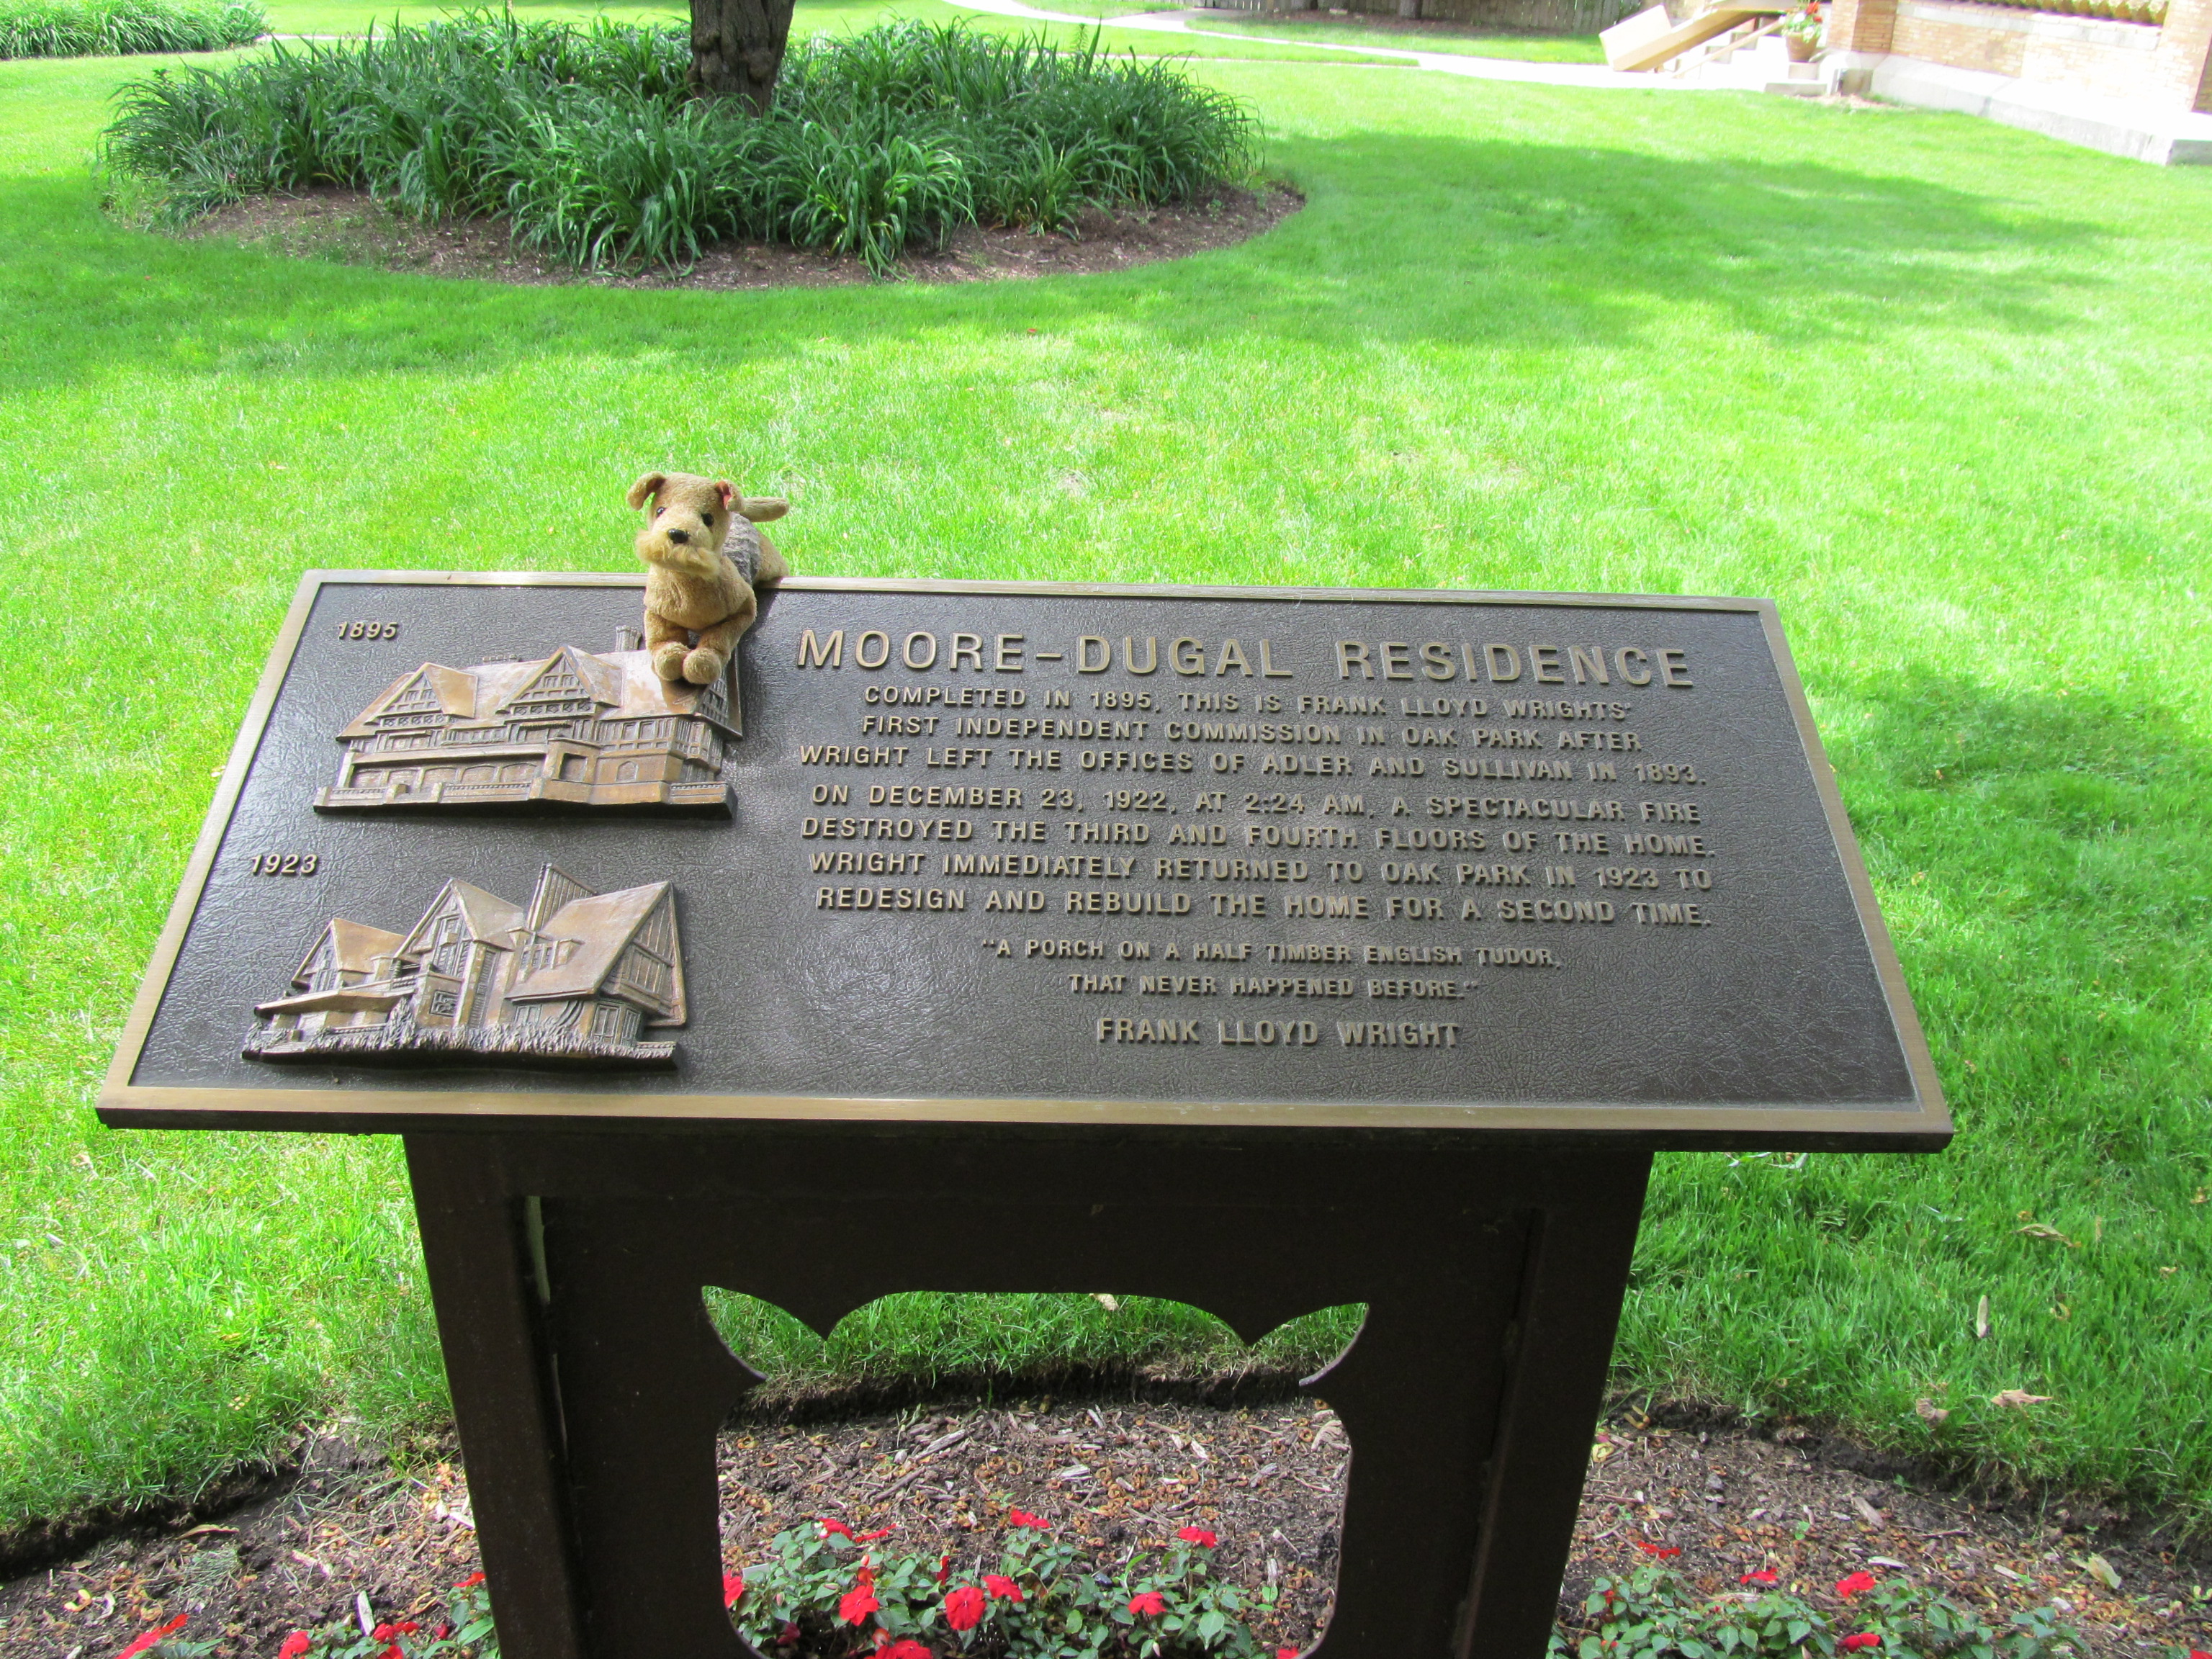 1895
1923
MOORE-DUGAL RESIDENCE
COMPLETED IN 1895, THIS IS FRANK LLOYD WRIGHTS'
FIRST INDEPENDENT COMMISSION IN OAK PARK AFTER
WRIGHT LEFT THE OFFICES OF ADLER AND SULLIVAN IN 1893.
ON DECEMBER 23, 1922, AT 2:24 AM, A SPECTACULAR FIRE
DESTROYED THE THIRD AND FOURTH FLOORS OF THE HOME.
WRIGHT IMMEDIATELY RETURNED TO OAK PARK IN 1923 TO
REDESIGN AND REBUILD THE HOME FOR A SECOND TIME.
"A PORCH ON A HALF TIMBER ENGLISH TUDOR,
THAT NEVER HAPPENED BEFORE."
FRANK LLOYD WRIGHT